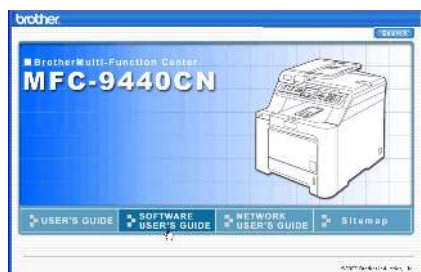 brother
Search
Brother Multi-Function Center
MFC-9440CN
USER'S GUIDE
SOFTWARE
USER'S GUIDE
NETWORK
USER'S GUIDE
Sitemap